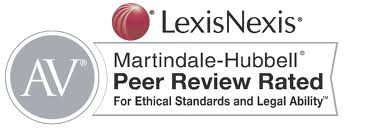 LexisNexis®
AV®
Martindale-Hubbell®
Peer Review Rated
For Ethical Standards and Legal Ability™